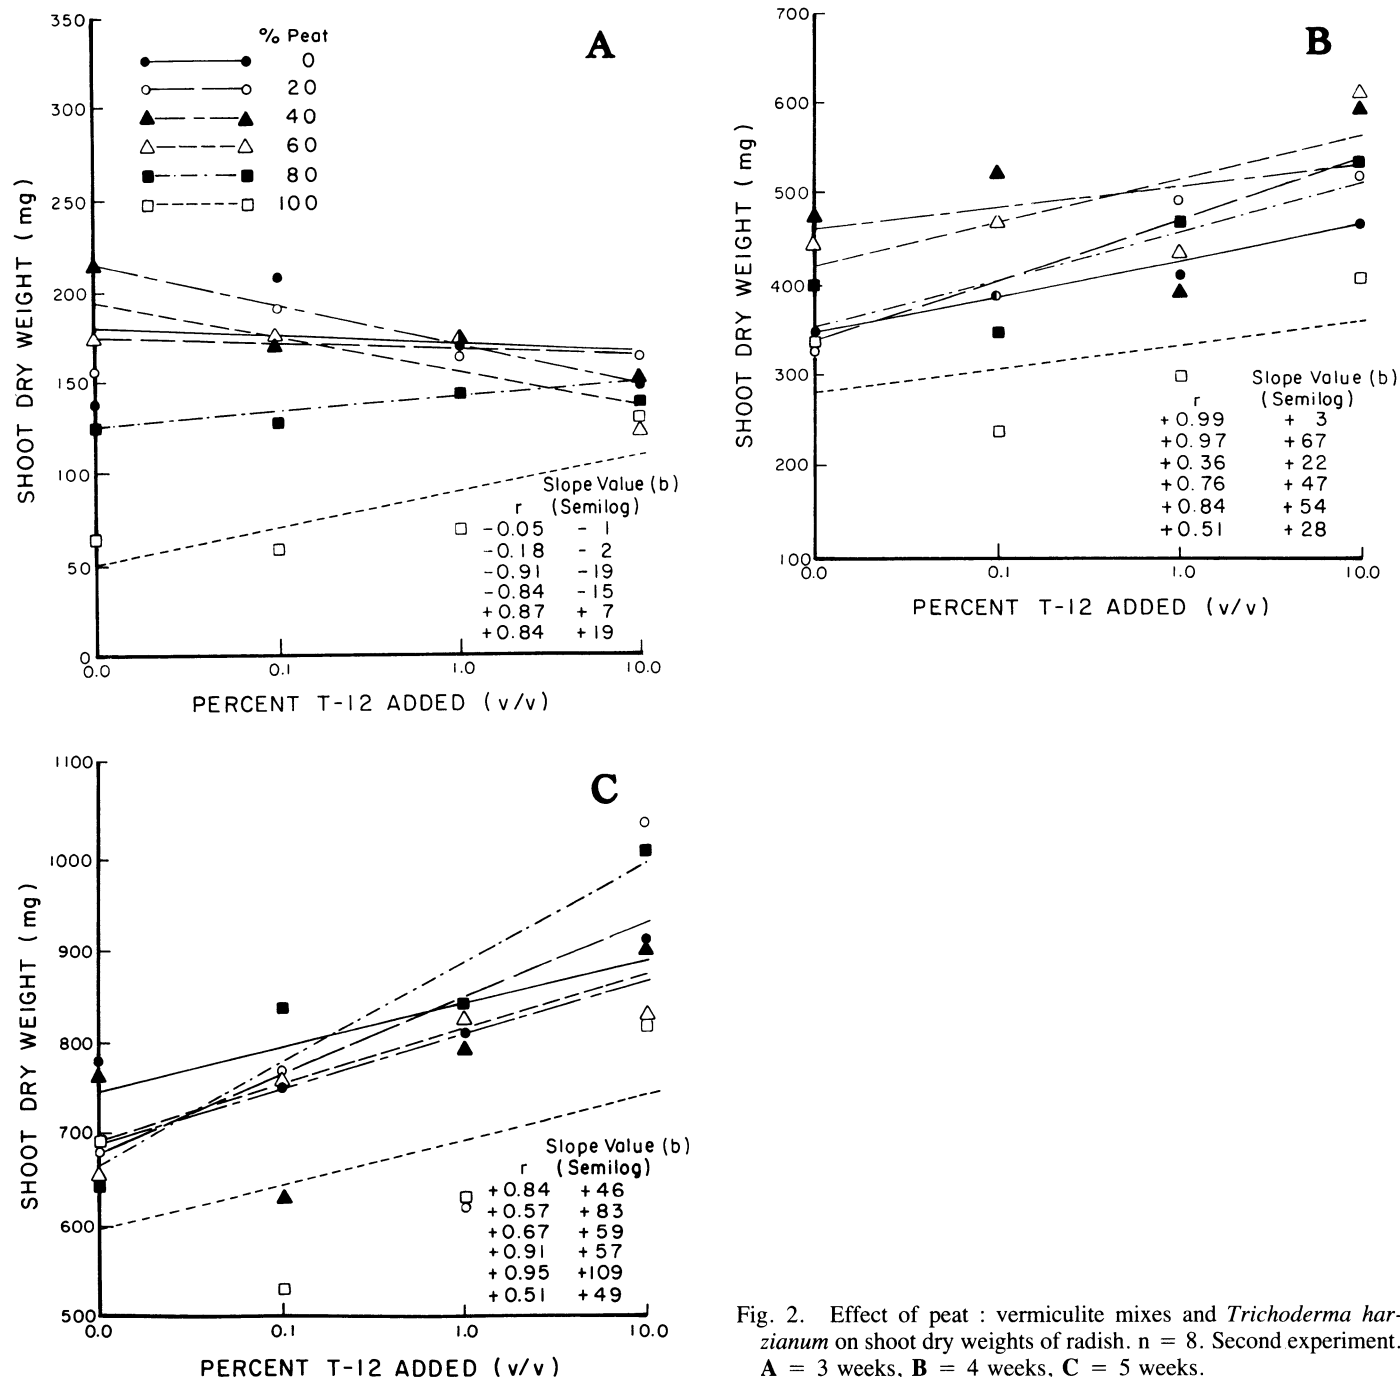 A
% Peat
0
20
40
60
80
100
350
300
250
200
150
100
50
0
SHOOT DRY WEIGHT (mg)
Slope Value (b)
r (Semilog)
-0.05 - 1
-0.18 - 2
-0.91 -19
-0.84 -15
+0.87 + 7
+0.84 +19
0.0 0.1 1.0 10.0
PERCENT T-12 ADDED (v/v)
B
700
600
500
400
300
200
100
SHOOT DRY WEIGHT (mg)
Slope Value (b)
r (Semilog)
+0.99 + 3
+0.97 +67
+0.36 +22
+0.76 +47
+0.84 +54
+0.51 +28
0.0 0.1 1.0 10.0
PERCENT T-12 ADDED (v/v)
C
1100
1000
900
800
700
600
500
SHOOT DRY WEIGHT (mg)
Slope Value (b)
r (Semilog)
+0.84 +46
+0.57 +83
+0.67 +59
+0.91 +57
+0.95 +109
+0.51 +49
0.0 0.1 1.0 10.0
PERCENT T-12 ADDED (v/v)
Fig. 2. Effect of peat : vermiculite mixes and Trichoderma har-
zianum on shoot dry weights of radish. n = 8. Second experiment.
A = 3 weeks, B = 4 weeks, C = 5 weeks.